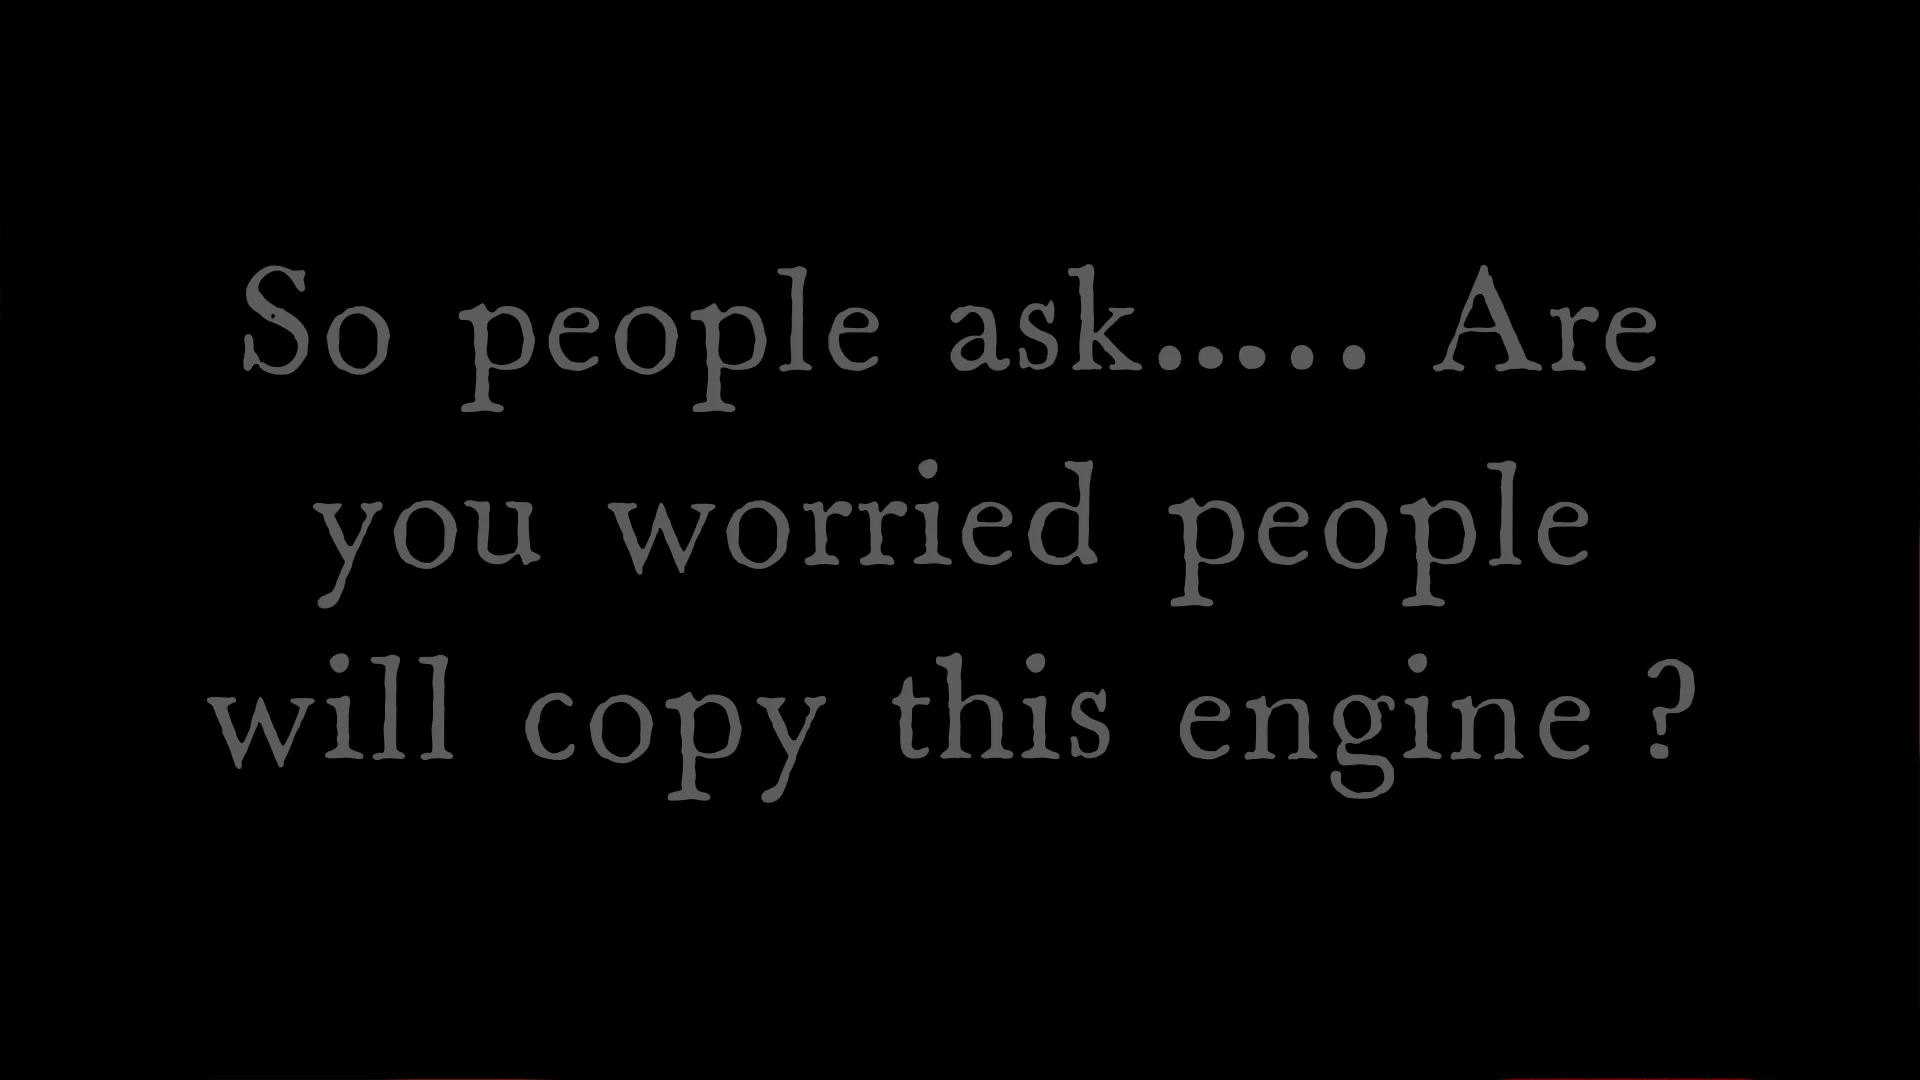 So people ask..... Are
you worried people
will copy this engine ?